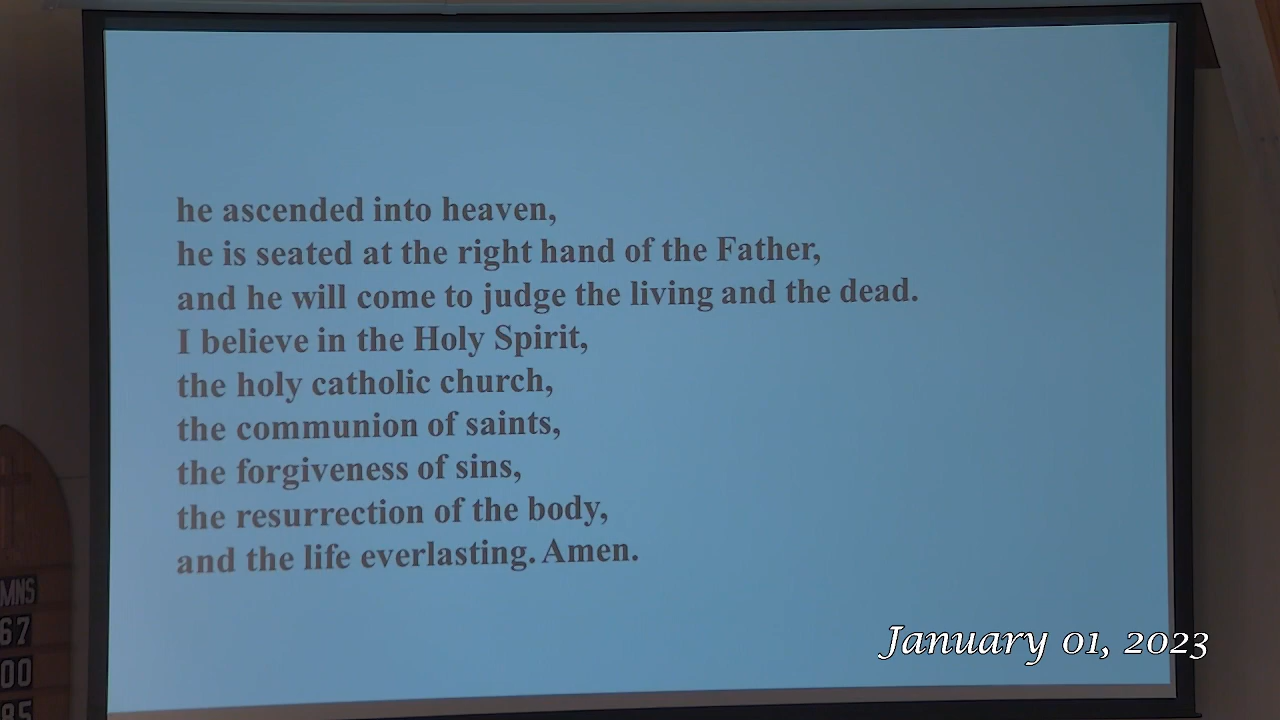 he ascended into heaven,
he is seated at the right hand of the Father,
and he will come to judge the living and the dead.
I believe in the Holy Spirit,
the holy catholic church,
the communion of saints,
the forgiveness of sins,
the resurrection of the body,
and the life everlasting. Amen.
January 01, 2023
MNS
67
00
85